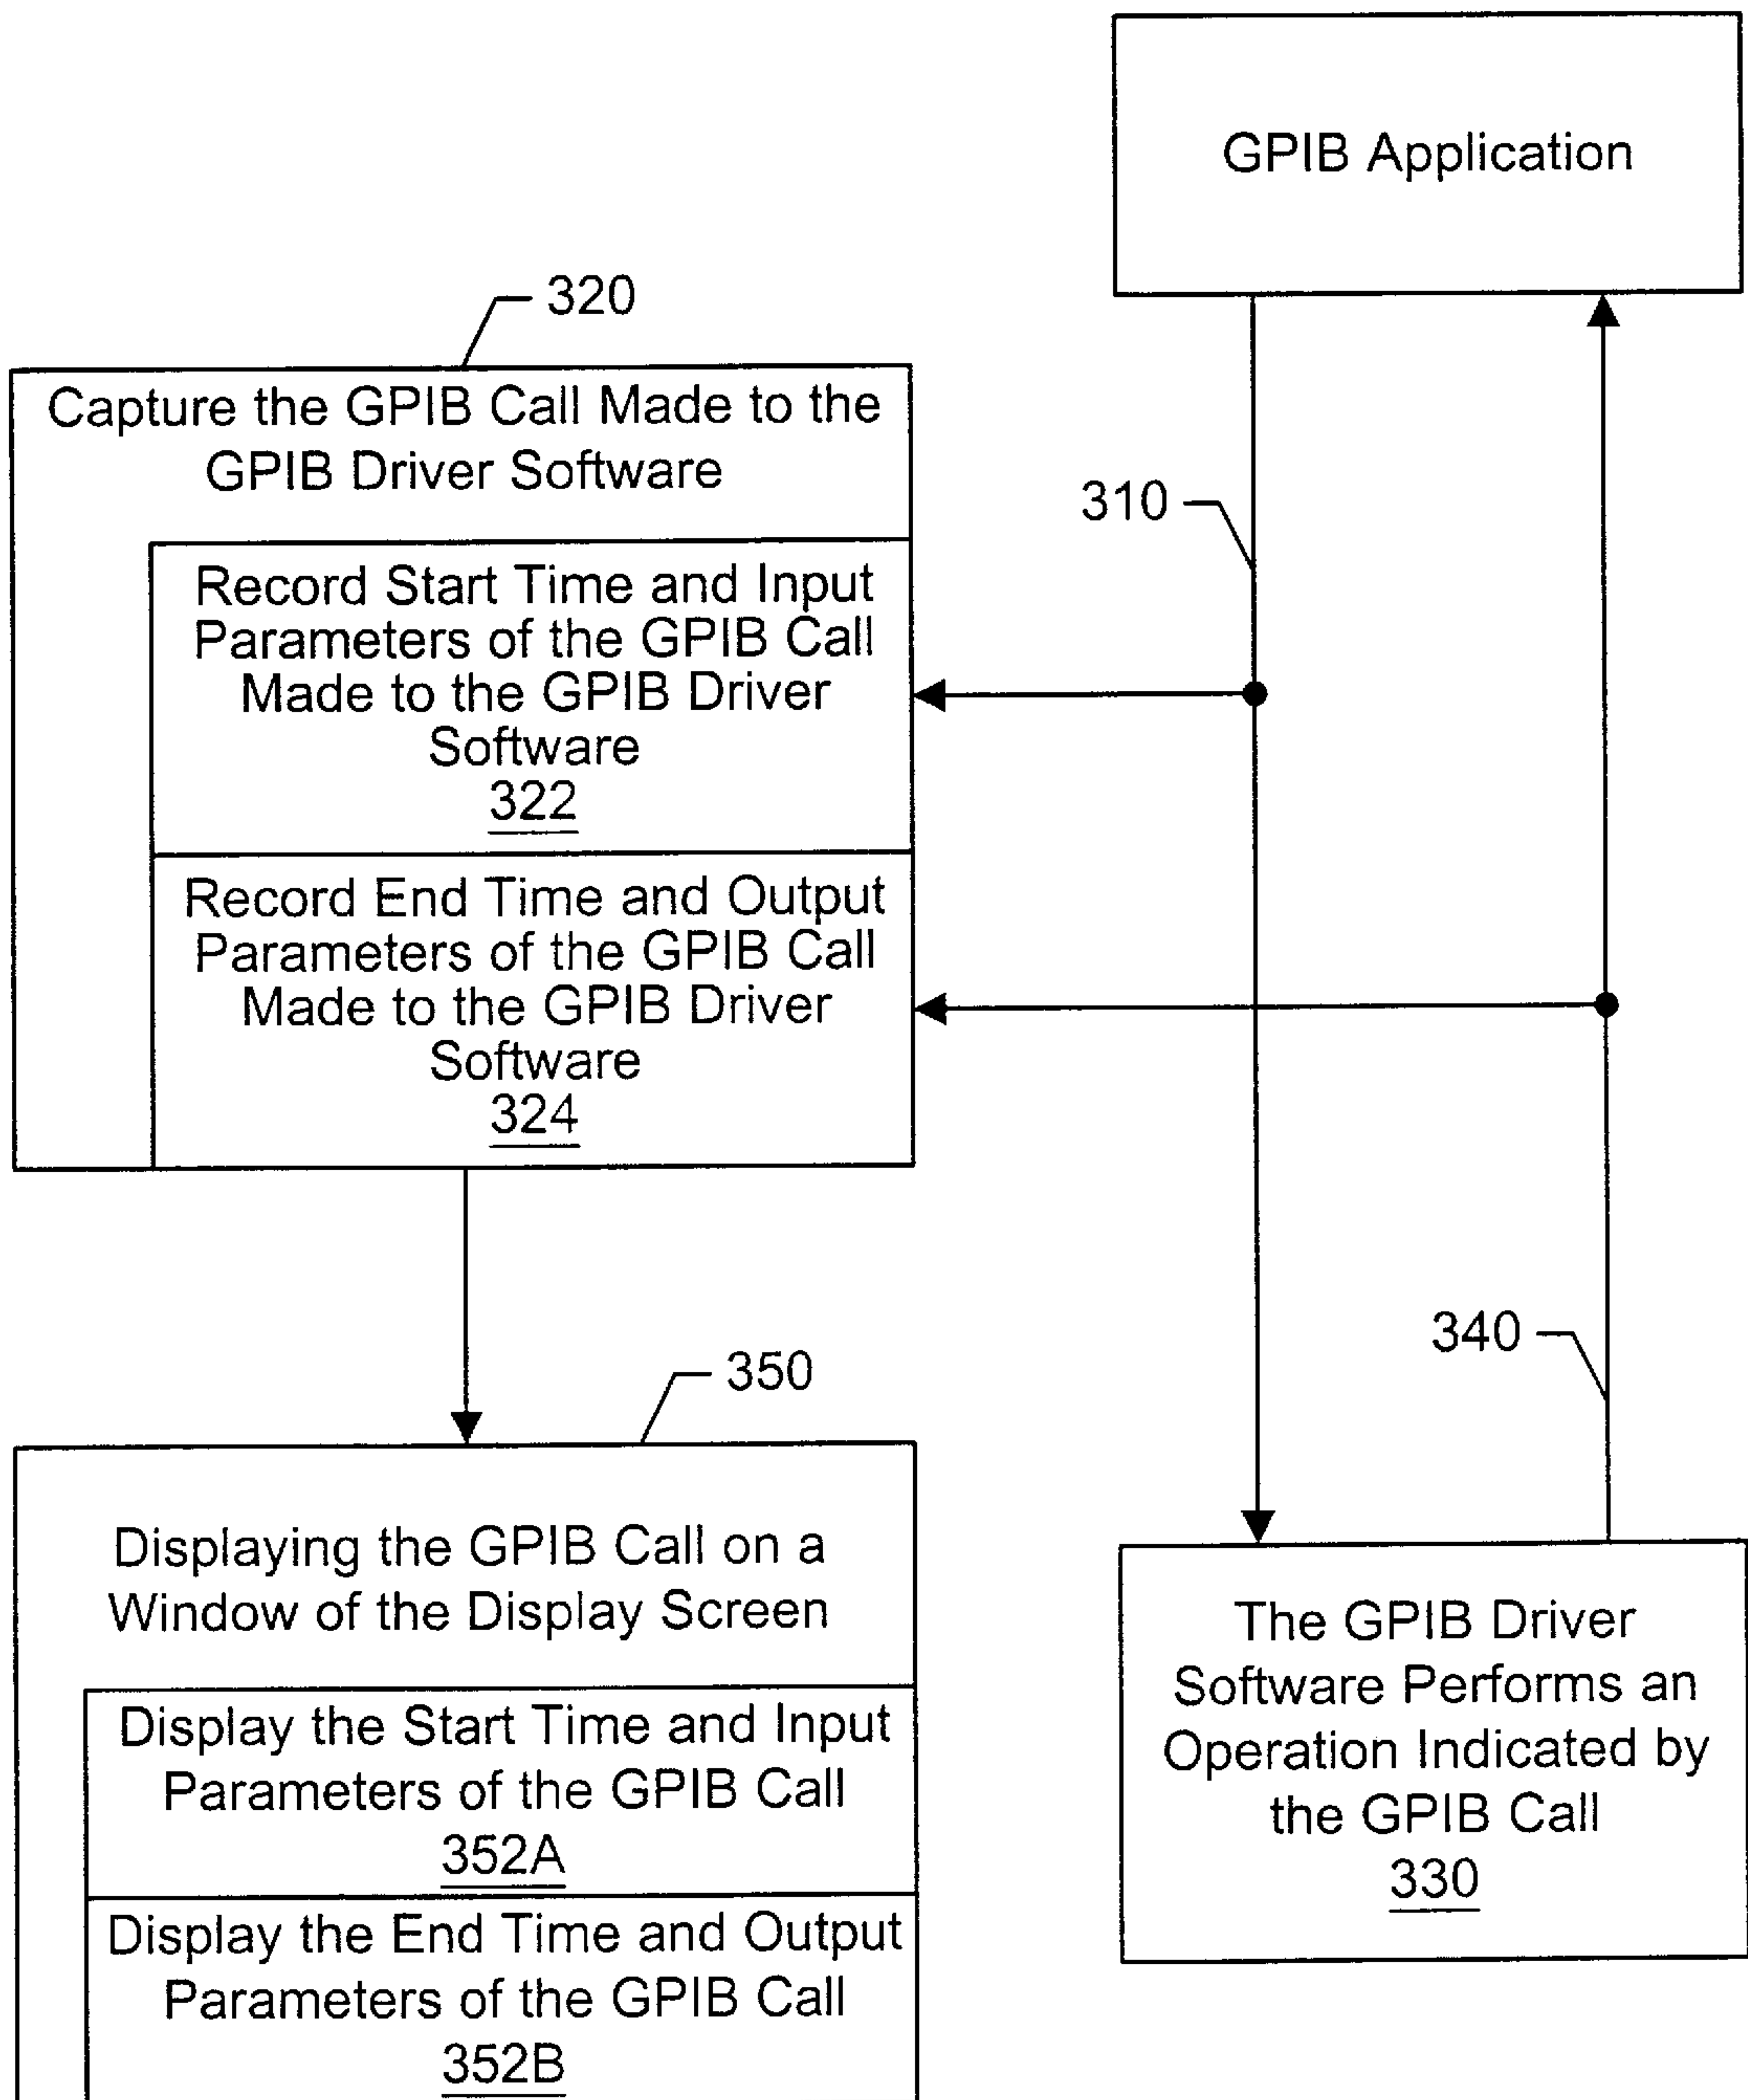 GPIB Application
320
Capture the GPIB Call Made to the
GPIB Driver Software
310
Record Start Time and Input
Parameters of the GPIB Call
Made to the GPIB Driver
Software
322
Record End Time and Output
Parameters of the GPIB Call
Made to the GPIB Driver
Software
324
340
350
Displaying the GPIB Call on a
Window of the Display Screen
Display the Start Time and Input
Parameters of the GPIB Call
352A
Display the End Time and Output
Parameters of the GPIB Call
352B
The GPIB Driver
Software Performs an
Operation Indicated by
the GPIB Call
330